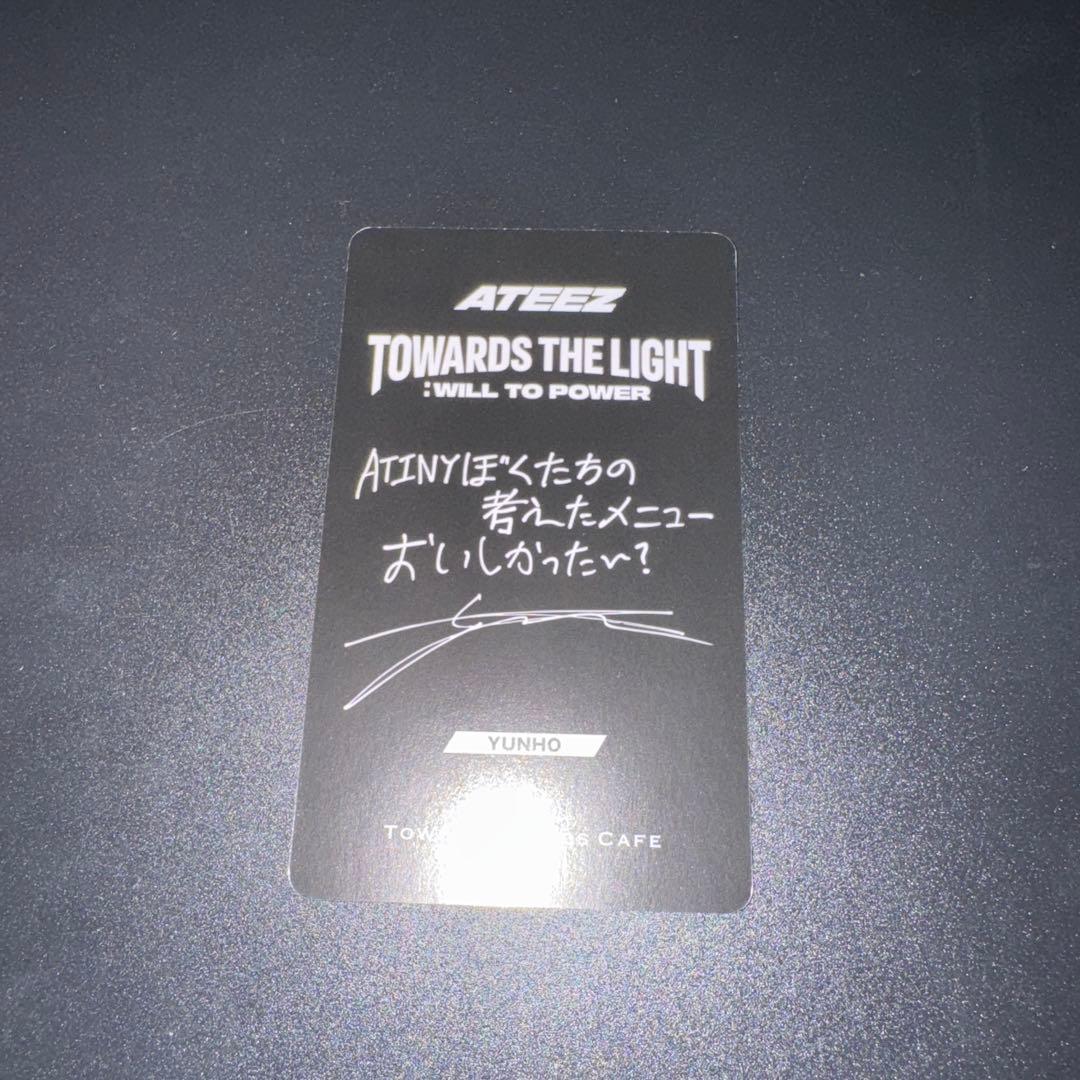 ATEEZ
TOWARDS THE LIGHT
:WILL TO POWER
ATINYぼくたちの
考えたメニュー
おいしかったい?
YUNHO
CAFE